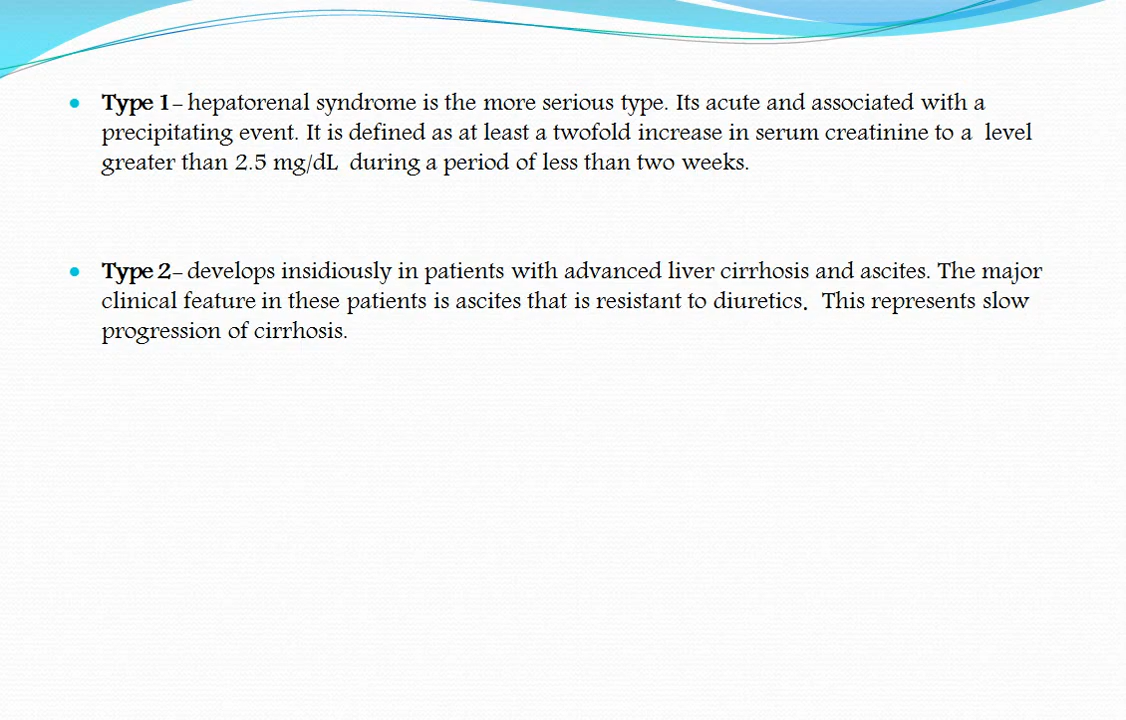 Type 1- hepatorenal syndrome is the more serious type. Its acute and associated with a
precipitating event. It is defined as at least a twofold increase in serum creatinine to a  level
greater than 2.5 mg/dL  during a period of less than two weeks.
Type 2- develops insidiously in patients with advanced liver cirrhosis and ascites. The major
clinical feature in these patients is ascites that is resistant to diuretics.  This represents slow
progression of cirrhosis.